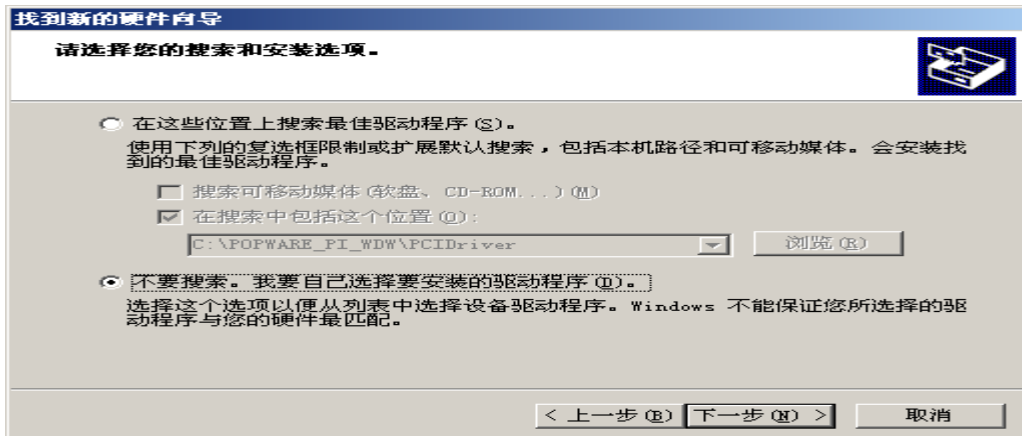 找到新的硬件向导
请选择您的搜索和安装选项。
在这些位置上搜索最佳驱动程序(S)。
使用下列的复选框限制或扩展默认搜索，包括本机路径和可移动媒体。会安装找
到的最佳驱动程序。
搜索可移动媒体(软盘、CD-ROM...)(M)
在搜索中包括这个位置(O):
C:\POPWARE_PI_WDW\PCIDriver
浏览(R)
不要搜索。我要自己选择要安装的驱动程序(D)。
选择这个选项以便从列表中选择设备驱动程序。Windows 不能保证您所选择的驱
动程序与您的硬件最匹配。
< 上一步(B) 下一步(N) > 取消